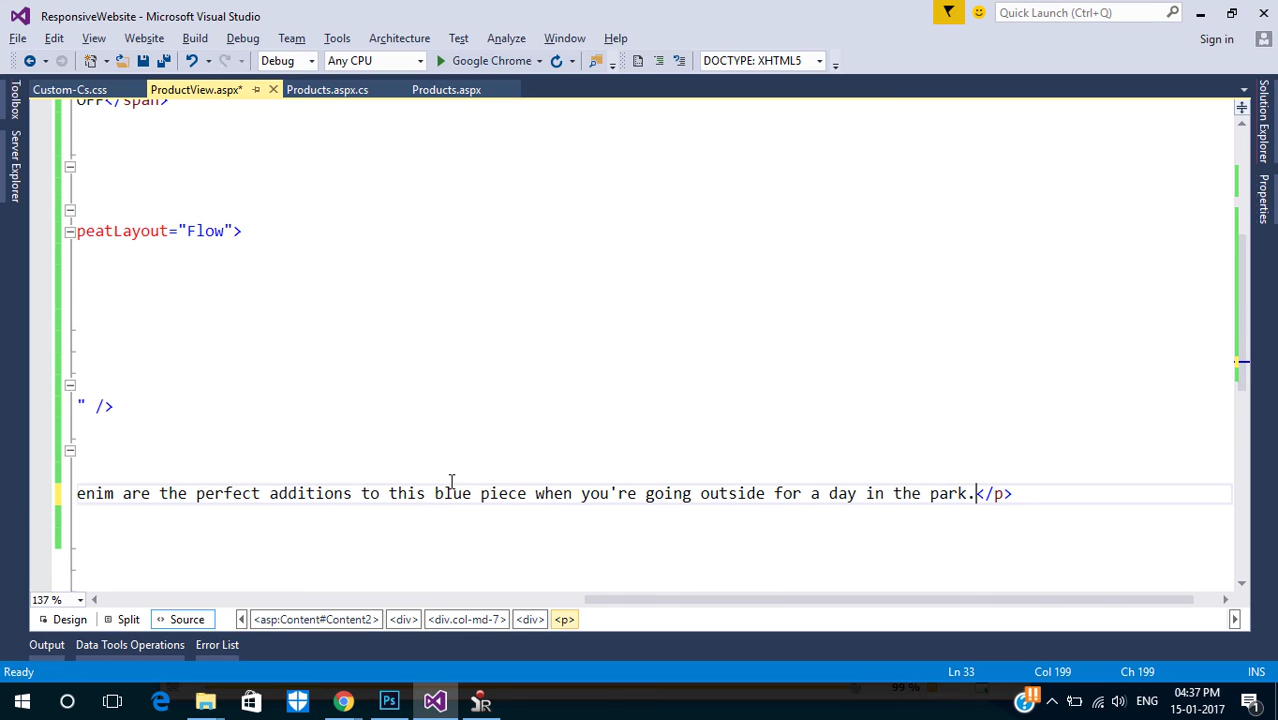 ResponsiveWebsite - Microsoft Visual Studio
Quick Launch (Ctrl+Q)
File Edit View Website Build Debug Team Tools Architecture Test Analyze Window Help
Sign in
Debug Any CPU Google Chrome DOCTYPE: XHTML5
Custom-Cs.css ProductView.aspx* Products.aspx.cs Products.aspx
Toolbox
Server Explorer
Solution Explorer
Properties
OFF</span>
peatLayout="Flow">
" />
enim are the perfect additions to this blue piece when you're going outside for a day in the park.</p>
137 %
Design Split Source <asp:Content#Content2> <div> <div.col-md-7> <div> <p>
Output Data Tools Operations Error List
Ready Ln 33 Col 199 Ch 199 INS
99 %
ENG
04:37 PM
15-01-2017